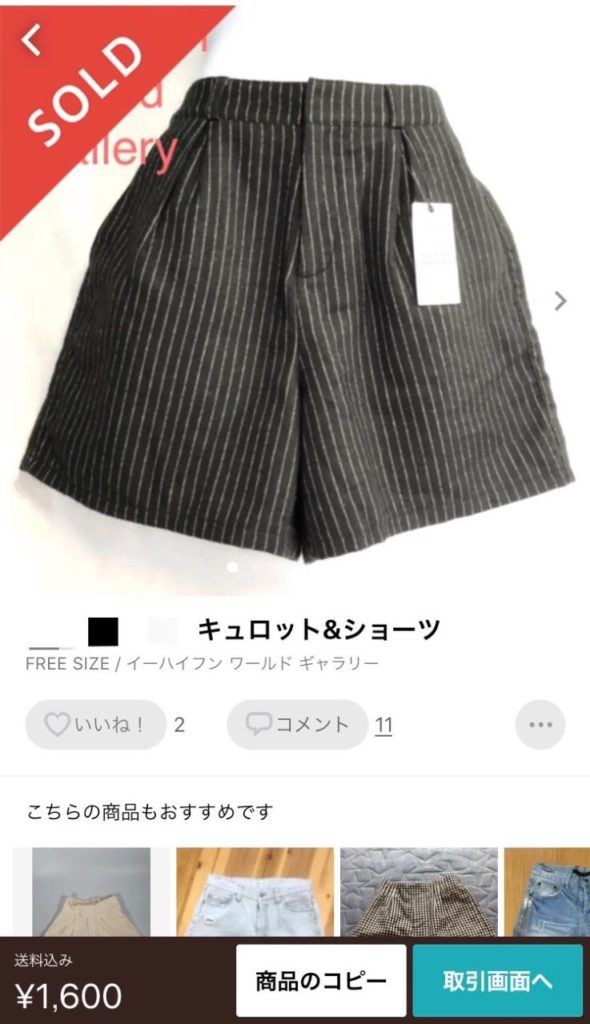 SOLD
キュロット&ショーツ
FREE SIZE / イーハイフン ワールド ギャラリー
いいね！ 2 コメント 11
こちらの商品もおすすめです
送料込み
¥1,600
商品のコピー
取引画面へ